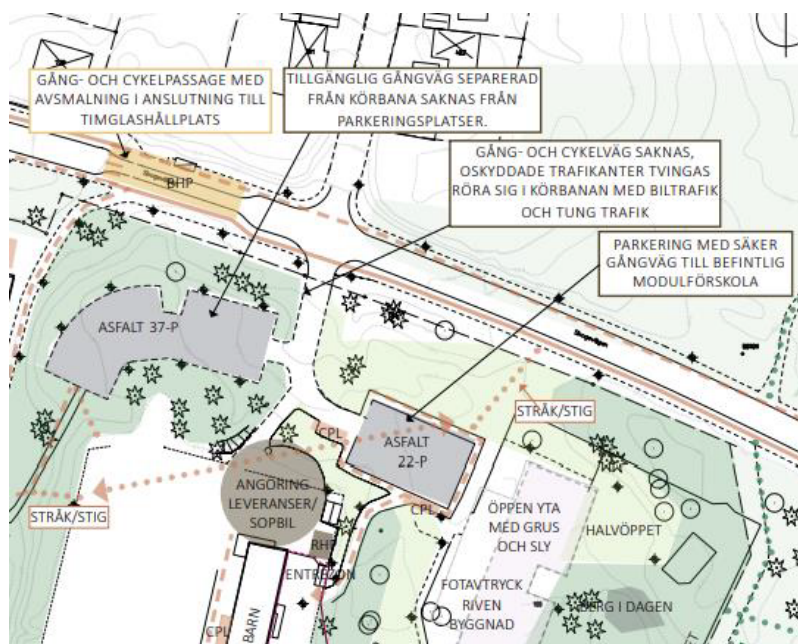 GÅNG- OCH CYKELPASSAGE MED
AVSMALNING I ANSLUTNING TILL
TIMGLASHÅLLPLATS
TILLGÄNGLIG GÅNGVÄG SEPARERAD
FRÅN KÖRBANA SAKNAS FRÅN
PARKERINGSPLATSER.
GÅNG- OCH CYKELVÄG SAKNAS,
OSKYDDADE TRAFIKANTER TVINGAS
RÖRA SIG I KÖRBANAN MED BILTRAFIK
OCH TUNG TRAFIK
BHP
PARKERING MED SÄKER
GÅNGVÄG TILL BEFINTLIG
MODULFÖRSKOLA
ASFALT 37-P
STRÅK/STIG
CPL
ASFALT
22-P
ANGÖRING
LEVERANSER/
SOPBIL
CPL
ÖPPEN YTA
MED GRUS
OCH SLY
HALVÖPPET
STRÅK/STIG
RHP
ENTRÉZON
FOTAVTRYCK
RIVEN
BYGGNAD
BERG I DAGEN
CPL
BARN